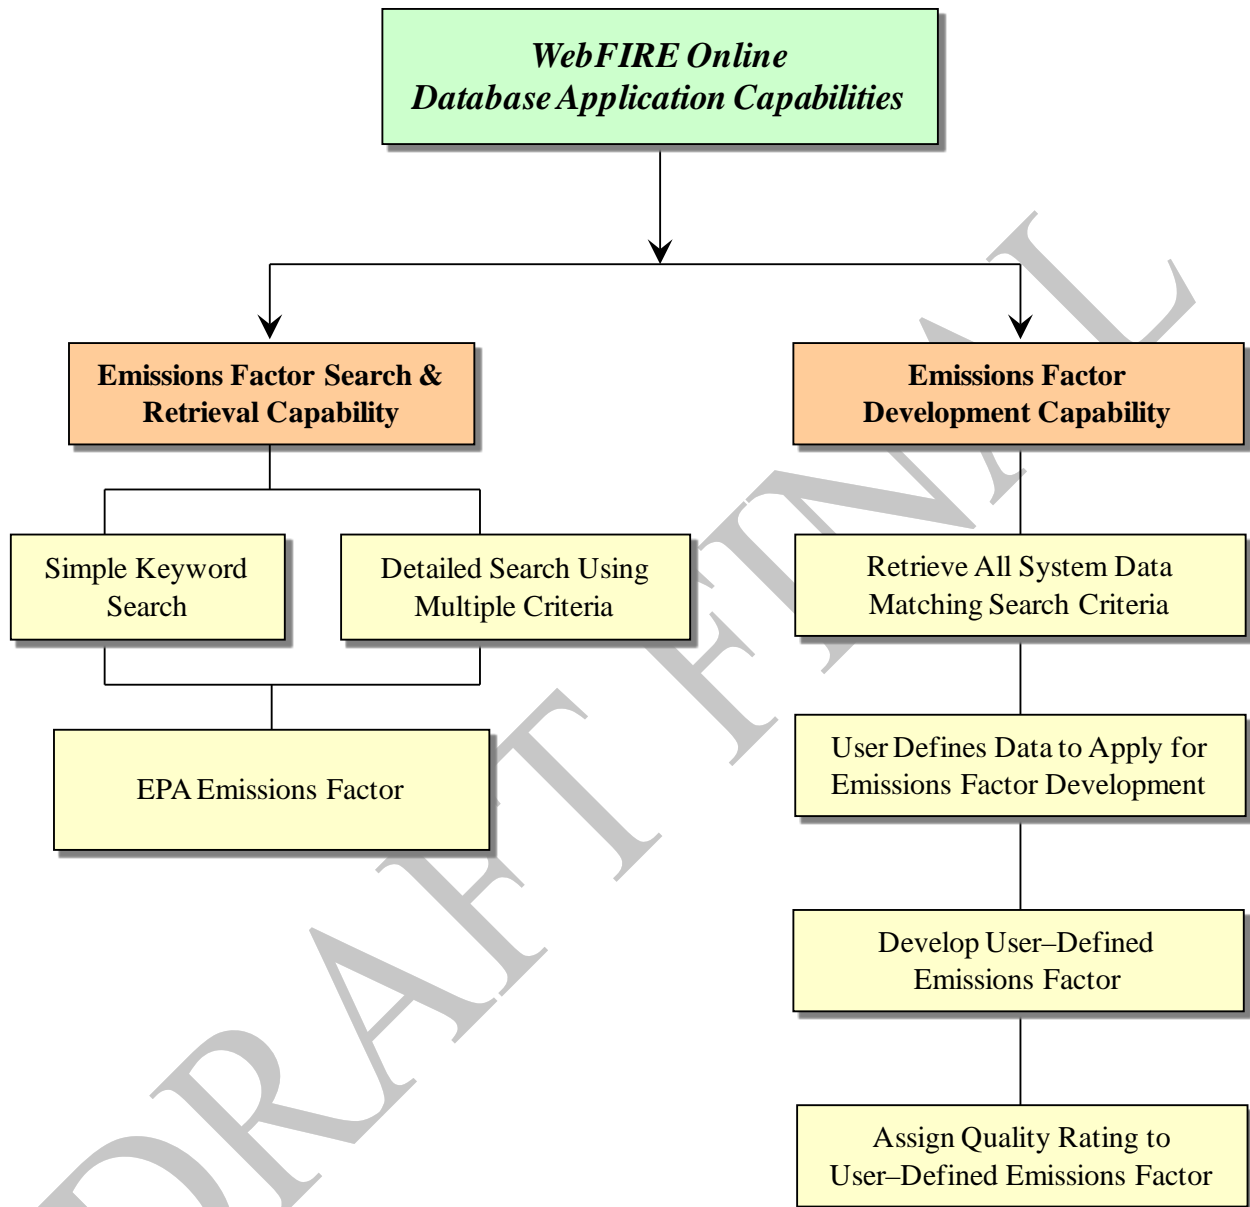 WebFIRE Online
Database Application Capabilities
Emissions Factor Search &
Retrieval Capability
Emissions Factor
Development Capability
Simple Keyword
Search
Detailed Search Using
Multiple Criteria
Retrieve All System Data
Matching Search Criteria
EPA Emissions Factor
User Defines Data to Apply for
Emissions Factor Development
Develop User–Defined
Emissions Factor
Assign Quality Rating to
User–Defined Emissions Factor
DRAFT FINAL